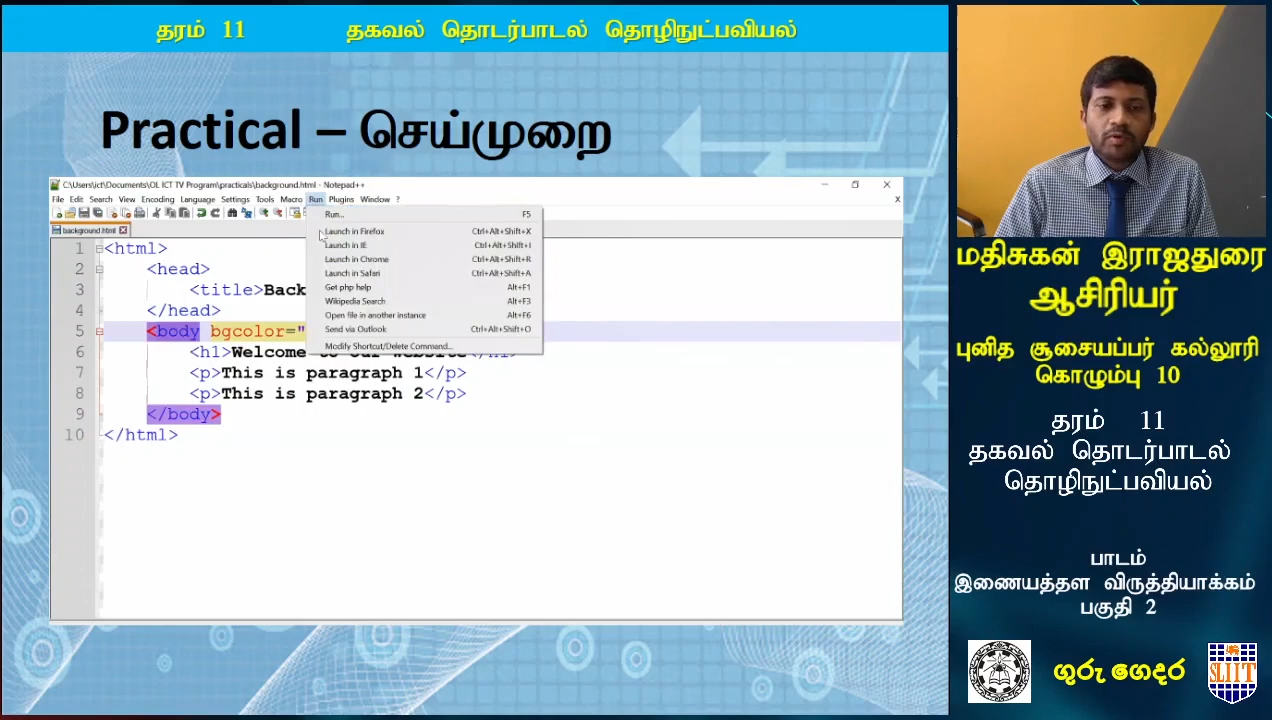 தரம் 11 தகவல் தொடர்பாடல் தொழிநுட்பவியல்
Practical – செய்முறை
C:\Users\ict\Documents\OL ICT TV Program\practicals\background.html - Notepad++
File Edit Search View Encoding Language Settings Tools Macro Run Plugins Window ? X
Run... F5
background.html
Launch in Firefox Ctrl+Alt+Shift+X
Launch in IE Ctrl+Alt+Shift+I
Launch in Chrome Ctrl+Alt+Shift+R
Launch in Safari Ctrl+Alt+Shift+A
Get php help Alt+F1
Wikipedia Search Alt+F3
Open file in another instance Alt+F6
Send via Outlook Ctrl+Alt+Shift+O
Modify Shortcut/Delete Command...
1 <html>
2 <head>
3 <title>Back
4 </head>
5 <body bgcolor="
6 <h1>Welcome to our website</h1>
7 <p>This is paragraph 1</p>
8 <p>This is paragraph 2</p>
9 </body>
10 </html>
மதிசுகன் இராஜதுரை
ஆசிரியர்
புனித சூசையப்பர் கல்லூரி
கொழும்பு 10
தரம் 11
தகவல் தொடர்பாடல்
தொழிநுட்பவியல்
பாடம்
இணையத்தள விருத்தியாக்கம்
பகுதி 2
ගුරු ගෙදර
SLIIT